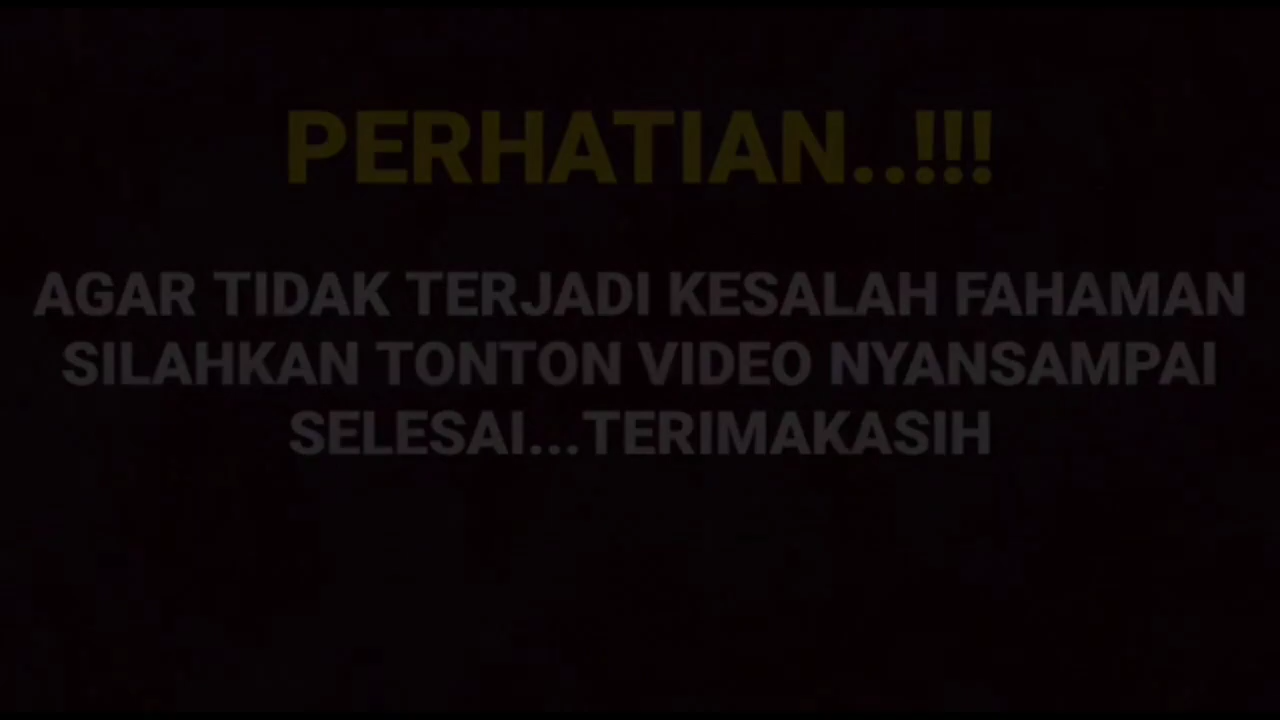 PERHATIAN..!!!
AGAR TIDAK TERJADI KESALAH FAHAMAN
SILAHKAN TONTON VIDEO NYANSAMPAI
SELESAI...TERIMAKASIH